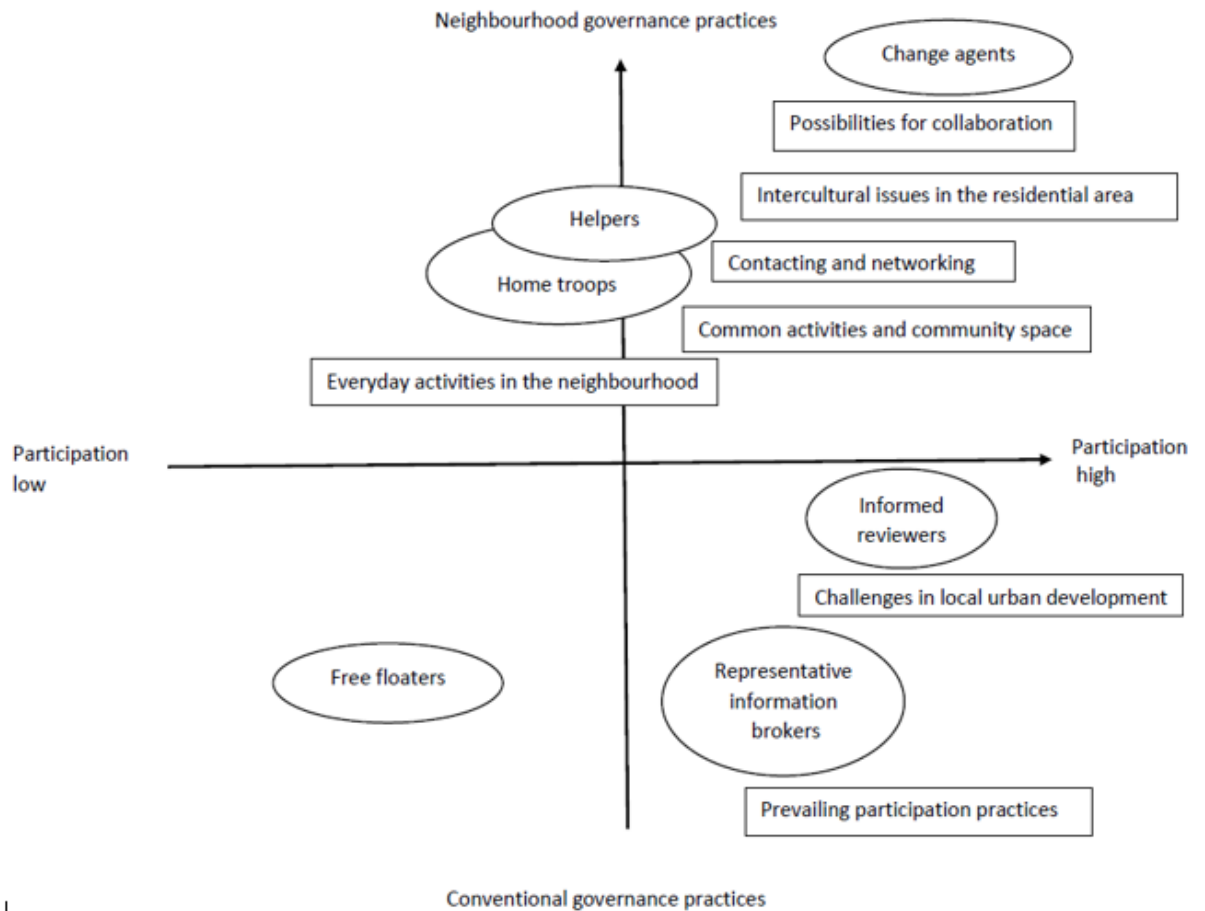 Neighbourhood governance practices
Change agents
Possibilities for collaboration
Intercultural issues in the residential area
Helpers
Contacting and networking
Home troops
Common activities and community space
Everyday activities in the neighbourhood
Participation
low
Participation
high
Informed
reviewers
Challenges in local urban development
Free floaters
Representative
information
brokers
Prevailing participation practices
Conventional governance practices